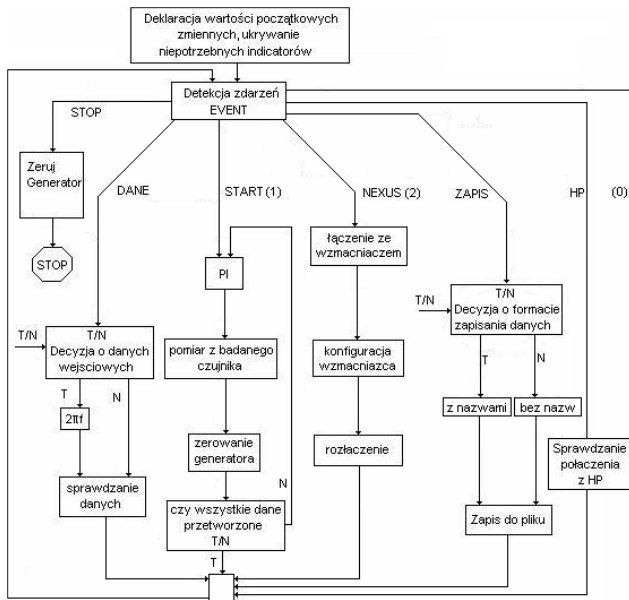 Deklaracja wartości początkowych
zmiennych, ukrywanie
niepotrzebnych indicatorów
Detekcja zdarzeń
EVENT
STOP
Zeruj
Generator
STOP
DANE
START (1)
NEXUS (2)
ZAPIS
HP
(0)
PI
łączenie ze
wzmacniaczem
T/N
T/N
Decyzja o formacie
zapisania danych
T/N
T/N
Decyzja o danych
wejsciowych
pomiar z badanego
czujnika
konfiguracja
wzmaniazca
T
N
T
N
2πf
z nazwami
bez nazw
zerowanie
generatora
rozłaczenie
Sprawdzanie
połaczenia
z HP
sprawdzanie
danych
N
czy wszystkie dane
przetworzone
T/N
Zapis do pliku
T